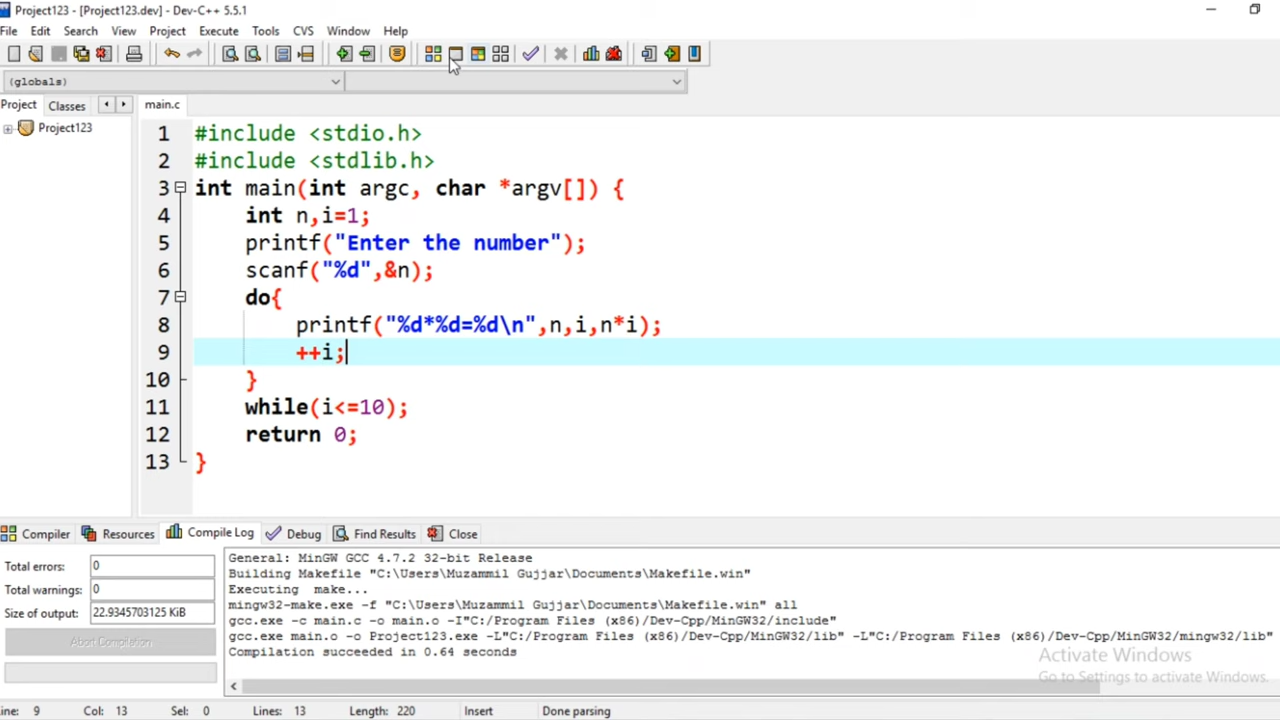 Project123 - [Project123.dev] - Dev-C++ 5.5.1
File Edit Search View Project Execute Tools CVS Window Help
(globals)
Project Classes main.c
Project123
1 #include <stdio.h>
2 #include <stdlib.h>
3 int main(int argc, char *argv[]) {
4 int n,i=1;
5 printf("Enter the number");
6 scanf("%d",&n);
7 do{
8 printf("%d*%d=%d\n",n,i,n*i);
9 ++i;
10 }
11 while(i<=10);
12 return 0;
13 }
Compiler Resources Compile Log Debug Find Results Close
Total errors: 0
Total warnings: 0
Size of output: 22.9345703125 KiB
Abort Compilation
General: MinGW GCC 4.7.2 32-bit Release
Building Makefile "C:\Users\Muzammil Gujjar\Documents\Makefile.win"
Executing make...
mingw32-make.exe -f "C:\Users\Muzammil Gujjar\Documents\Makefile.win" all
gcc.exe -c main.c -o main.o -I"C:/Program Files (x86)/Dev-Cpp/MinGW32/include"
gcc.exe main.o -o Project123.exe -L"C:/Program Files (x86)/Dev-Cpp/MinGW32/lib" -L"C:/Program Files (x86)/Dev-Cpp/MinGW32/mingw32/lib"
Compilation succeeded in 0.64 seconds
Activate Windows
Go to Settings to activate Windows.
ine: 9 Col: 13 Sel: 0 Lines: 13 Length: 220 Insert Done parsing